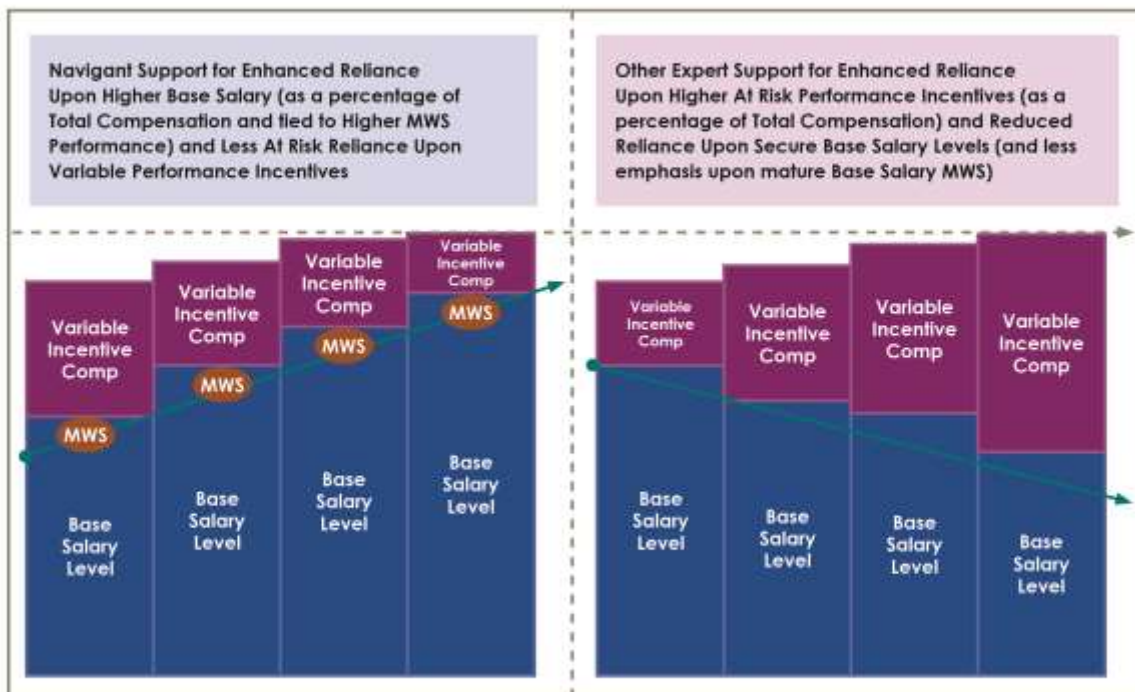 Navigant Support for Enhanced Reliance
Upon Higher Base Salary (as a percentage of
Total Compensation and tied to Higher MWS
Performance) and Less At Risk Reliance Upon
Variable Performance Incentives
Other Expert Support for Enhanced Reliance
Upon Higher At Risk Performance Incentives (as a
percentage of Total Compensation) and Reduced
Reliance Upon Secure Base Salary Levels (and less
emphasis upon mature Base Salary MWS)
Variable
Incentive
Comp
MWS
Base
Salary
Level
Variable
Incentive
Comp
MWS
Base
Salary
Level
Variable
Incentive
Comp
MWS
Base
Salary
Level
Variable
Incentive
Comp
MWS
Base
Salary
Level
Variable
Incentive
Comp
Base
Salary
Level
Variable
Incentive
Comp
Base
Salary
Level
Variable
Incentive
Comp
Base
Salary
Level
Variable
Incentive
Comp
Base
Salary
Level